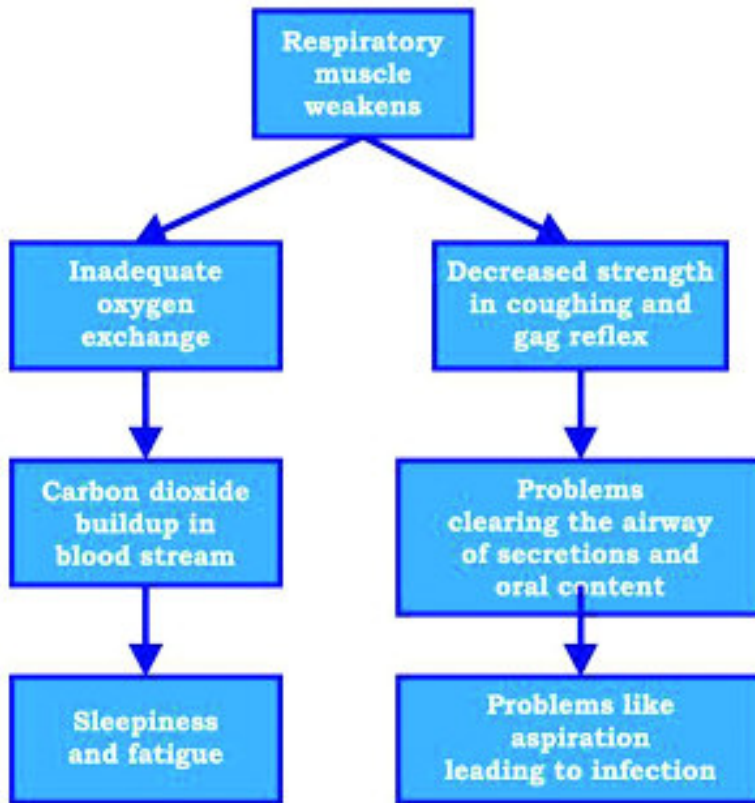 Respiratory
muscle
weakens
Inadequate
oxygen
exchange
Decreased strength
in coughing and
gag reflex
Carbon dioxide
buildup in
blood stream
Problems
clearing the airway
of secretions and
oral content
Sleepiness
and fatigue
Problems like
aspiration
leading to infection